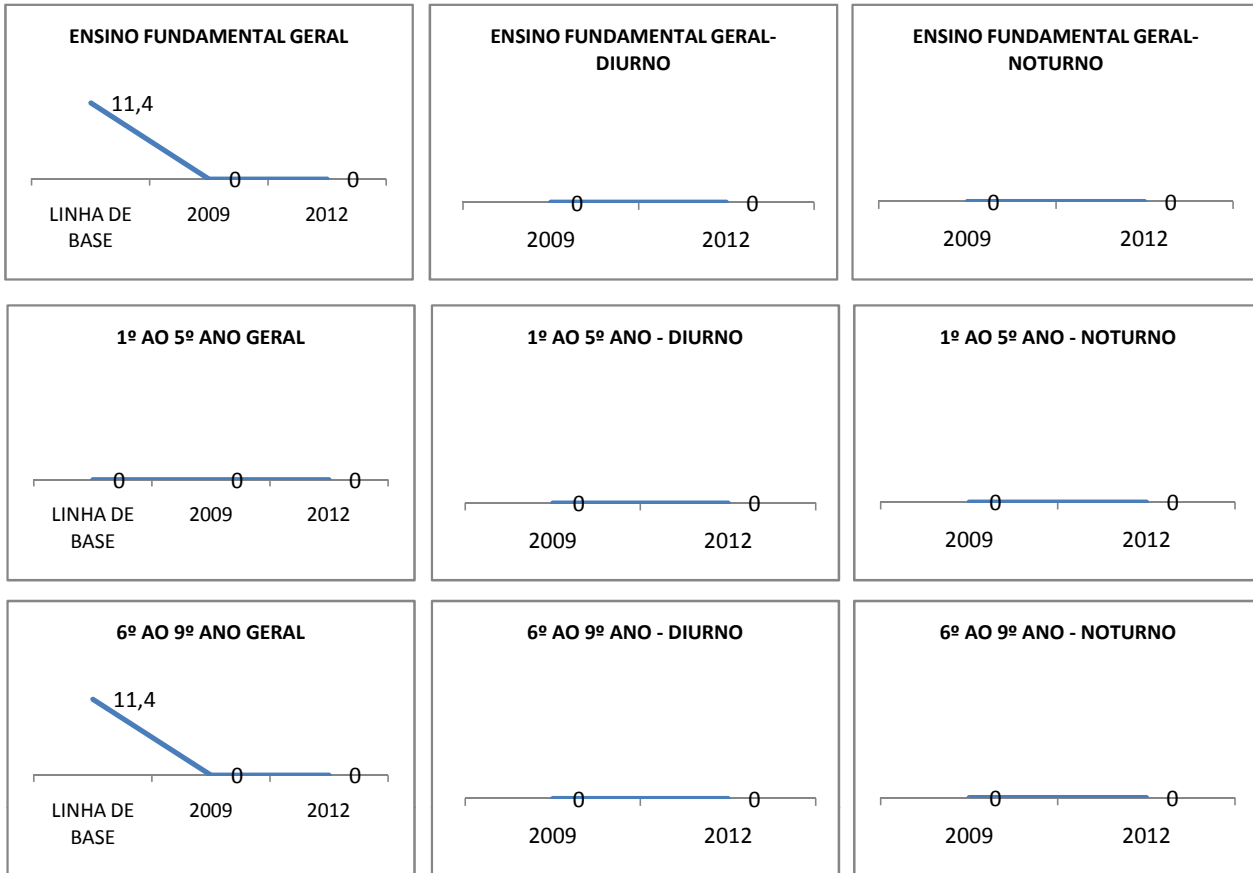 ENSINO FUNDAMENTAL GERAL
11,4
0
0
LINHA DE
BASE
2009
2012
ENSINO FUNDAMENTAL GERAL-
DIURNO
0
0
2009
2012
ENSINO FUNDAMENTAL GERAL-
NOTURNO
0
0
2009
2012
1º AO 5º ANO GERAL
0
0
0
LINHA DE
BASE
2009
2012
1º AO 5º ANO - DIURNO
0
0
2009
2012
1º AO 5º ANO - NOTURNO
0
0
2009
2012
6º AO 9º ANO GERAL
11,4
0
0
LINHA DE
BASE
2009
2012
6º AO 9º ANO - DIURNO
0
0
2009
2012
6º AO 9º ANO - NOTURNO
0
0
2009
2012